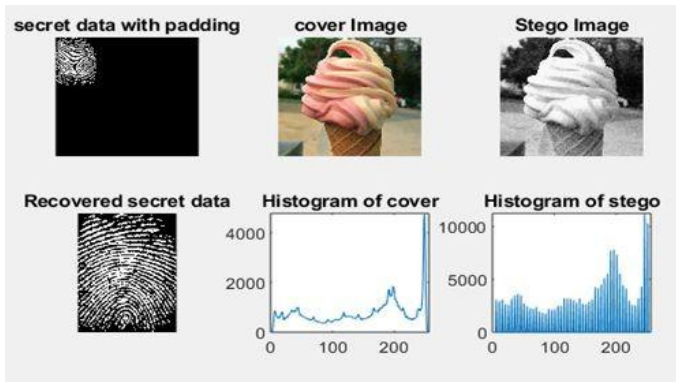 secret data with padding
cover Image
Stego Image
Recovered secret data
Histogram of cover
Histogram of stego
4000
2000
0
0
100
200
10000
5000
0
0
100
200